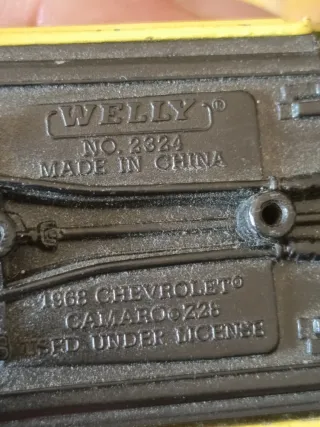 WELLY®
NO. 2324
MADE IN CHINA
1968 CHEVROLET®
CAMARO®Z28
USED UNDER LICENSE